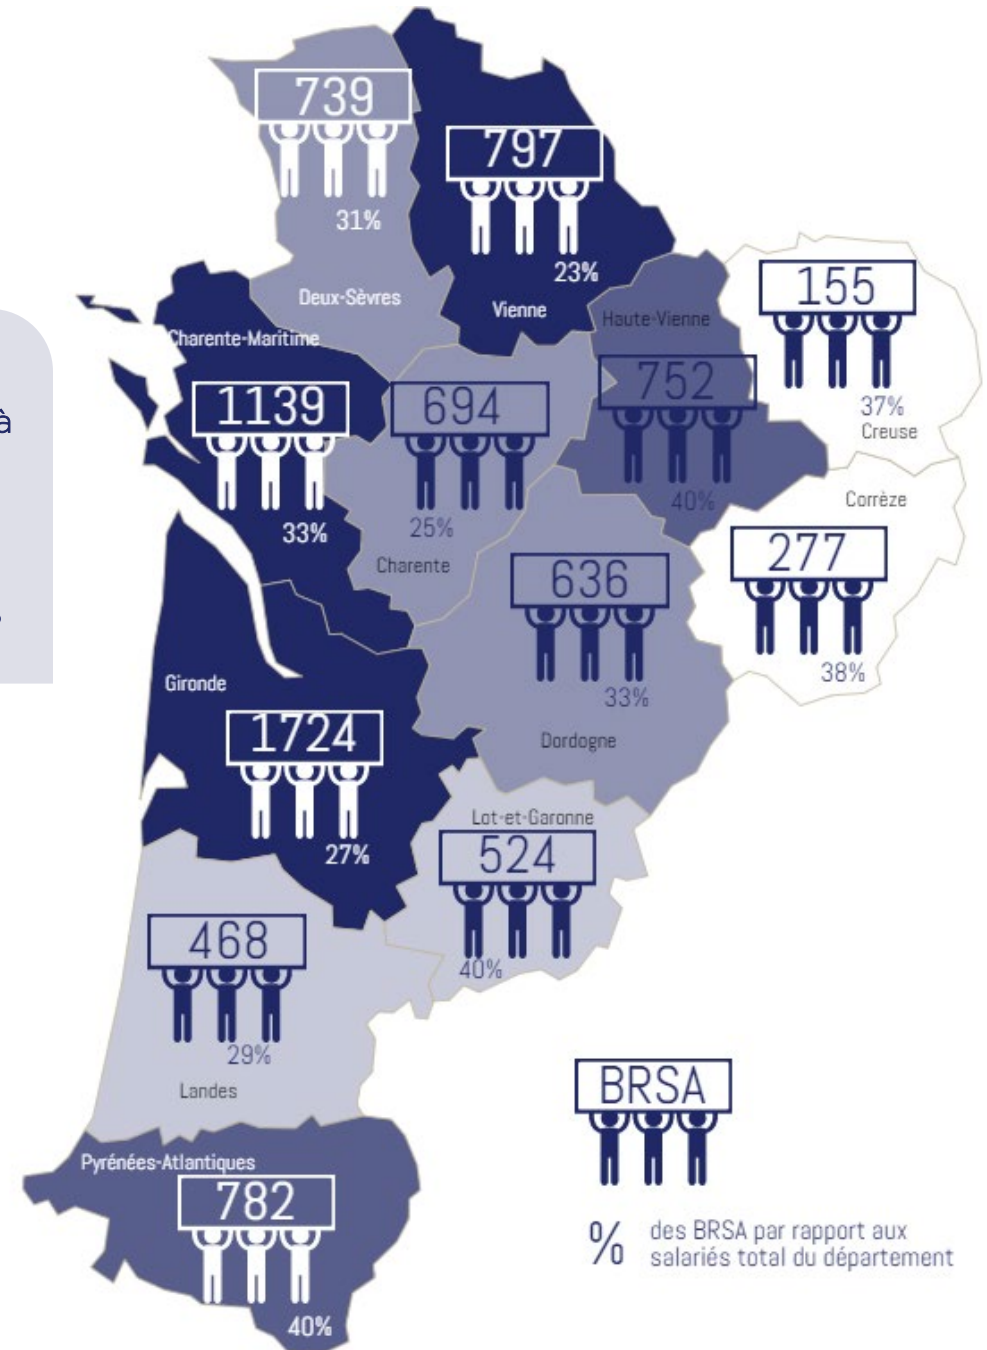 739
31%
Deux-Sèvres
797
23%
Vienne
Haute-Vienne
752
40%
155
37%
Creuse
Charente-Maritime
1139
33%
à
694
25%
Charente
Corrèze
277
38%
636
33%
Dordogne
Gironde
1724
27%
Lot-et-Garonne
524
40%
468
29%
Landes
Pyrénées-Atlantiques
782
40%
BRSA
% des BRSA par rapport aux
salariés total du département